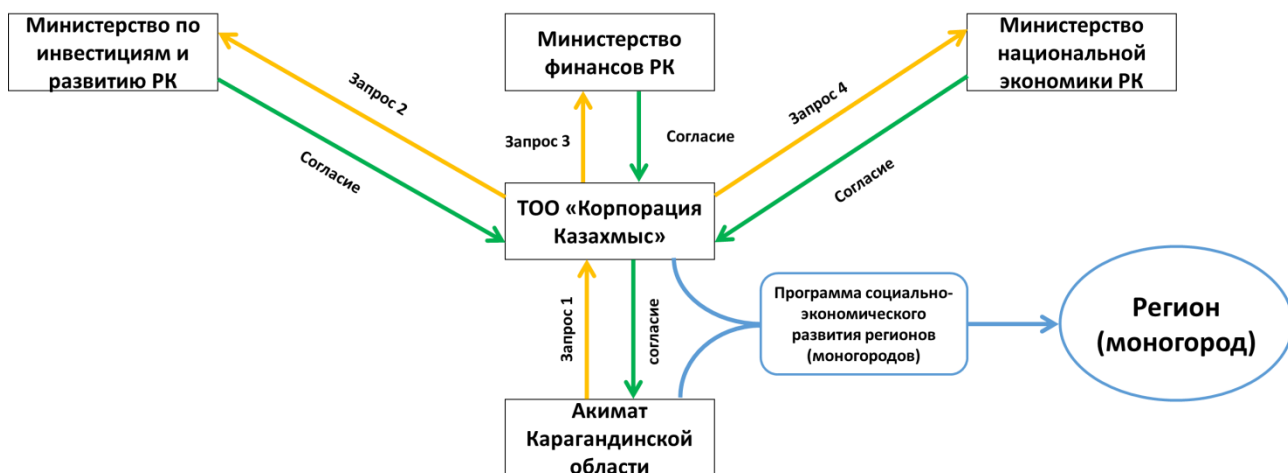 Министерство по
инвестициям и
развитию РК
Министерство
финансов РК
Министерство
национальной
экономики РК
Запрос 2
Согласие
Запрос 3
Согласие
Запрос 4
Согласие
ТОО «Корпорация
Казахмыс»
Запрос 1
согласие
Программа социально-
экономического
развития регионов
(моногородов)
Регион
(моногород)
Акимат
Карагандинской
области